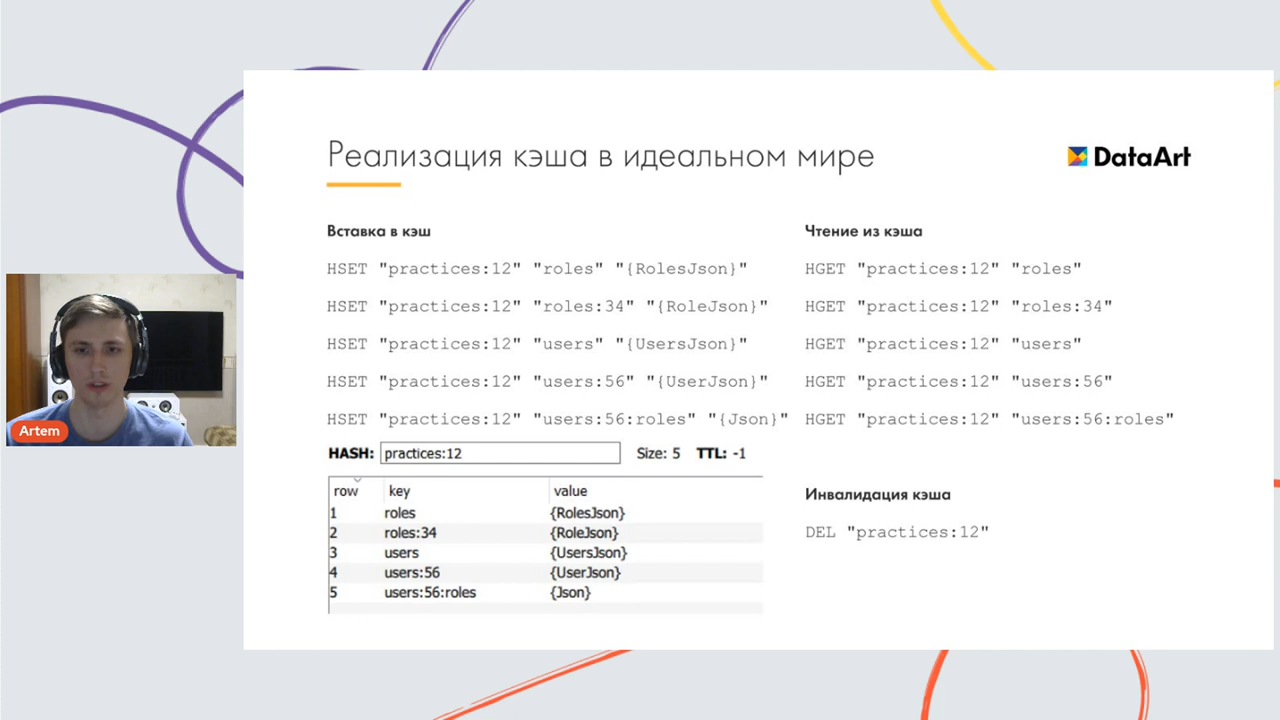 Реализация кэша в идеальном мире
DataArt
Вставка в кэш
HSET "practices:12" "roles" "{RolesJson}"
HSET "practices:12" "roles:34" "{RoleJson}"
HSET "practices:12" "users" "{UsersJson}"
HSET "practices:12" "users:56" "{UserJson}"
HSET "practices:12" "users:56:roles" "{Json}"
HASH: practices:12 Size: 5 TTL: -1
row key value
1 roles {RolesJson}
2 roles:34 {RoleJson}
3 users {UsersJson}
4 users:56 {UserJson}
5 users:56:roles {Json}
Чтение из кэша
HGET "practices:12" "roles"
HGET "practices:12" "roles:34"
HGET "practices:12" "users"
HGET "practices:12" "users:56"
HGET "practices:12" "users:56:roles"
Инвалидация кэша
DEL "practices:12"
Artem